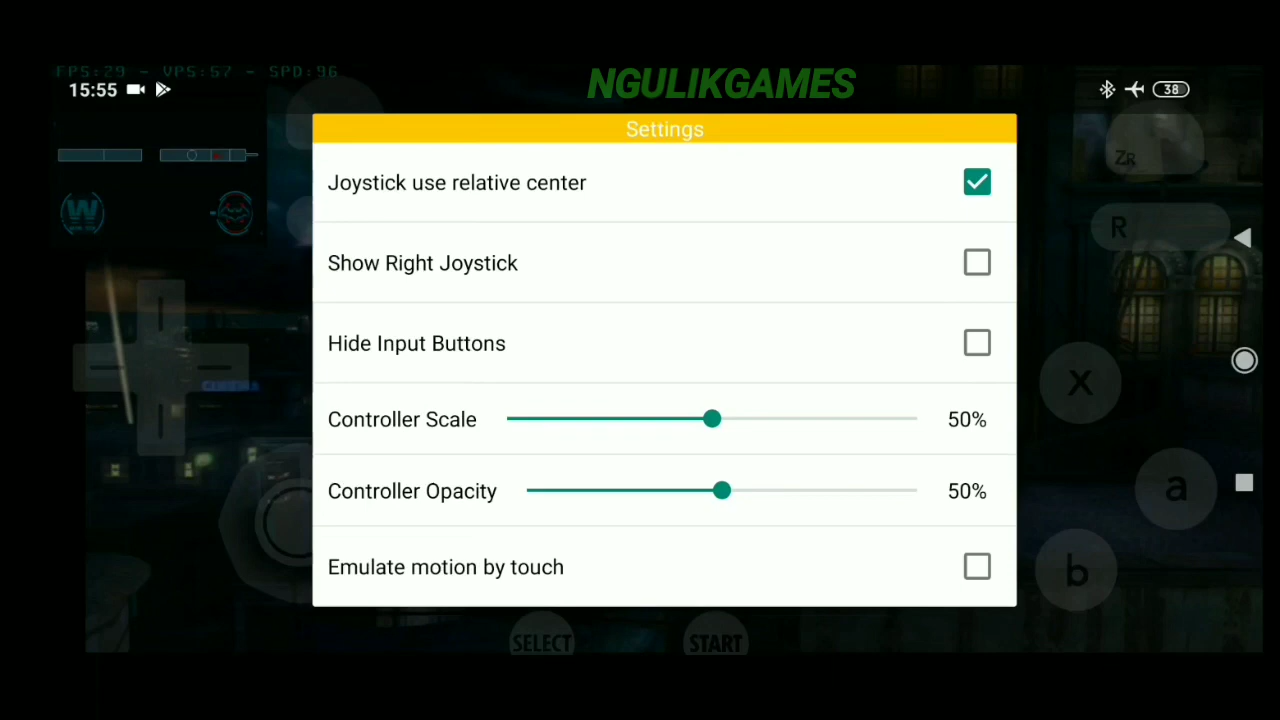 FPS:29 - VPS:57 - SPD:96
15:55
NGULIKGAMES
38
Settings
Joystick use relative center
Show Right Joystick
Hide Input Buttons
Controller Scale 50%
Controller Opacity 50%
Emulate motion by touch
ZR
R
W
X
a
b
SELECT
START